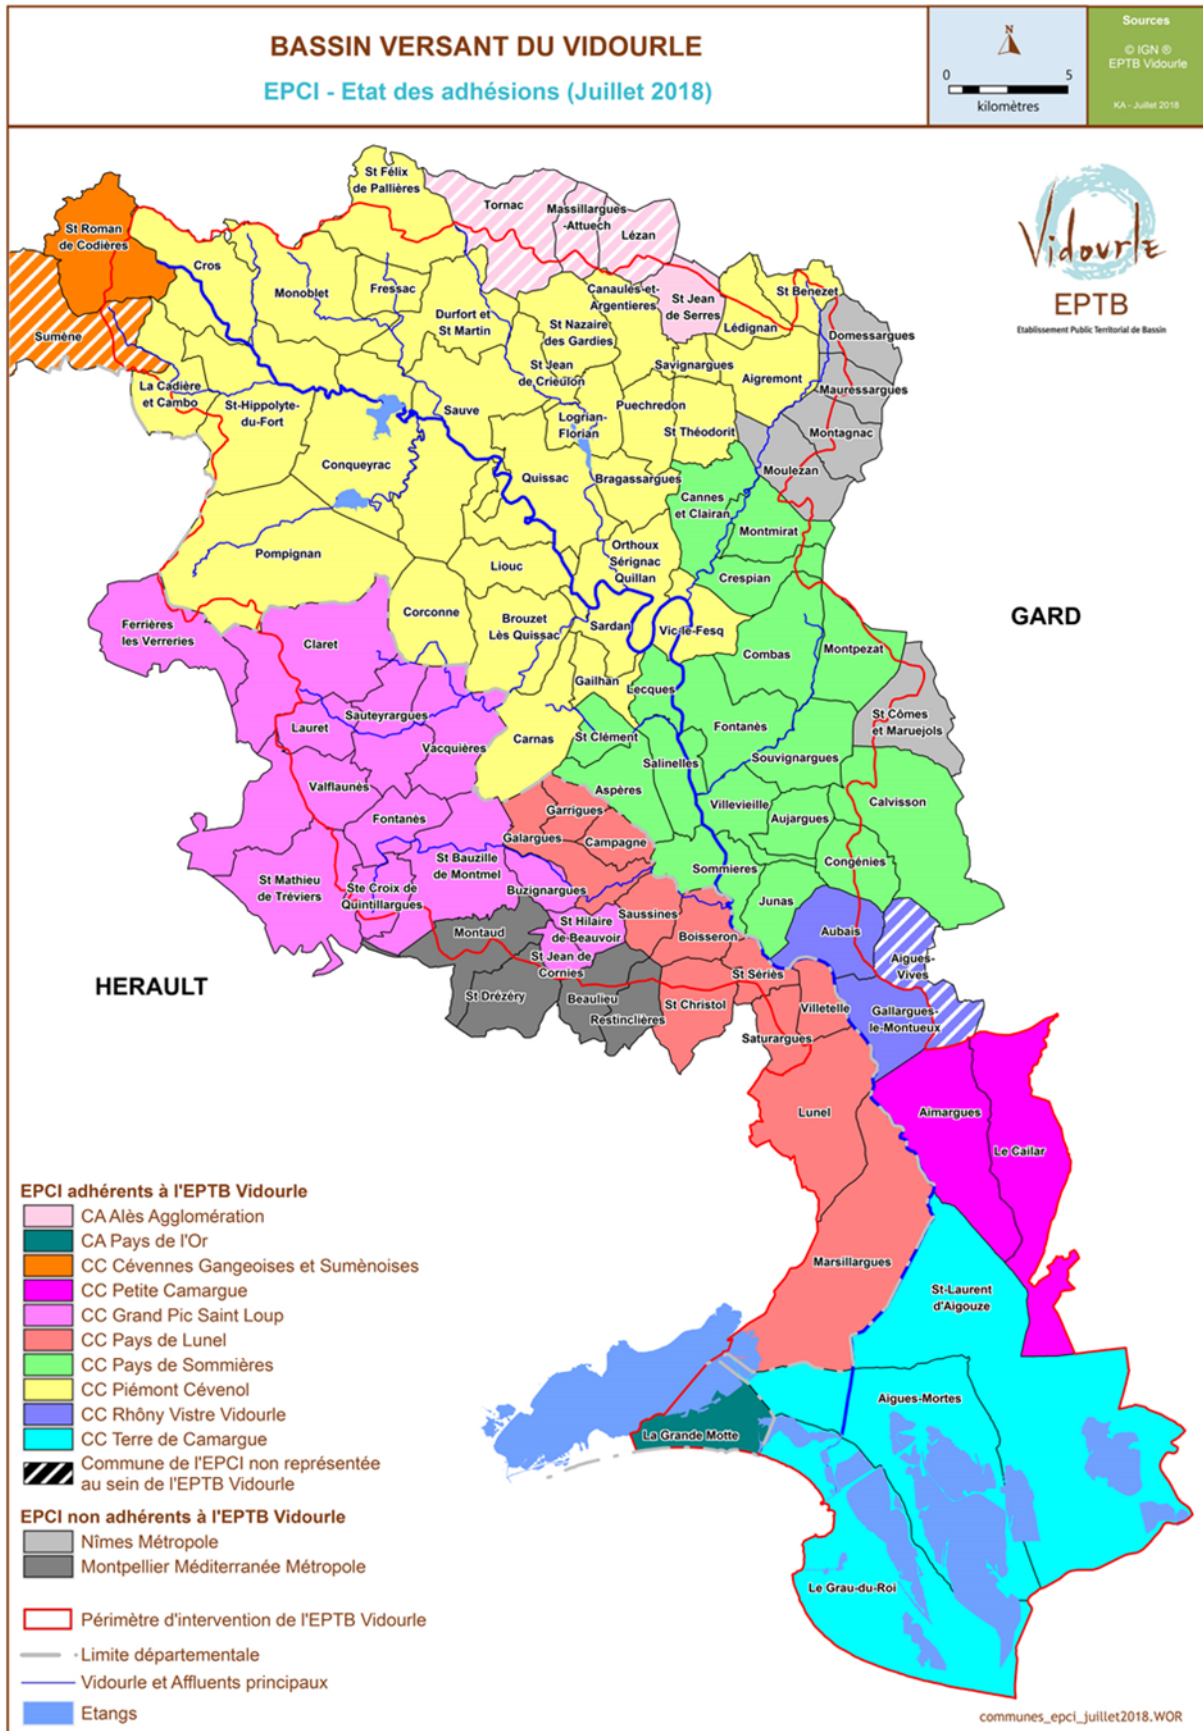 BASSIN VERSANT DU VIDOURLE
EPCI - Etat des adhésions (Juillet 2018)
N
0
5
kilomètres
Sources
© IGN ®
EPTB Vidourle
KA - Juillet 2018
Vidourle
EPTB
Etablissement Public Territorial de Bassin
St Félix
de Pallières
Tornac
Massillargues
-Attuech
Lézan
St Roman
de Codières
Cros
Monoblet
Fressac
Durfort et
St Martin
Canaules-et-
Argentieres
St Jean
de Serres
St Benezet
Lédignan
Domessargues
St Nazaire
des Gardies
Sumène
La Cadière
et Cambo
St-Hippolyte-
du-Fort
Sauve
St Jean
de Crieulon
Savignargues
Aigremont
Mauressargues
Puechredon
Logrian-
Florian
St Théodorit
Montagnac
Moulezan
Conqueyrac
Quissac
Bragassargues
Cannes
et Clairan
Montmirat
Pompignan
Liouc
Orthoux
Sérignac
Quillan
Crespian
Corconne
Brouzet
Lès Quissac
Sardan
Vic-le-Fesq
GARD
Ferrières
les Verreries
Claret
Combas
Montpezat
Gailhan
Lecques
Sauteyrargues
Lauret
Vacquières
Carnas
St Clément
Fontanès
St Cômes
et Maruejols
Salinelles
Souvignargues
Valflaunès
Aspères
Villevieille
Calvisson
Fontanès
Garrigues
Aujargues
Galargues
Campagne
St Bauzille
de Montmel
Sommieres
Congénies
St Mathieu
de Tréviers
Ste Croix de
Quintillargues
Buzignargues
Junas
Saussines
St Hilaire
de-Beauvoir
Montaud
Boisseron
Aubais
Aigues-
Vives
HERAULT
St Jean de
Cornies
St Sériès
St Drézéry
Beaulieu
Restinclières
St Christol
Villetelle
Gallargues-
le-Montueux
Saturargues
Lunel
Aimargues
Le Cailar
Marsillargues
St-Laurent
d'Aigouze
Aigues-Mortes
La Grande Motte
Le Grau-du-Roi
EPCI adhérents à l'EPTB Vidourle
CA Alès Agglomération
CA Pays de l'Or
CC Cévennes Gangeoises et Sumènoises
CC Petite Camargue
CC Grand Pic Saint Loup
CC Pays de Lunel
CC Pays de Sommières
CC Piémont Cévenol
CC Rhôny Vistre Vidourle
CC Terre de Camargue
Commune de l'EPCI non représentée
au sein de l'EPTB Vidourle
EPCI non adhérents à l'EPTB Vidourle
Nîmes Métropole
Montpellier Méditerranée Métropole
Périmètre d'intervention de l'EPTB Vidourle
Limite départementale
Vidourle et Affluents principaux
Etangs
communes_epci_juillet2018.WOR